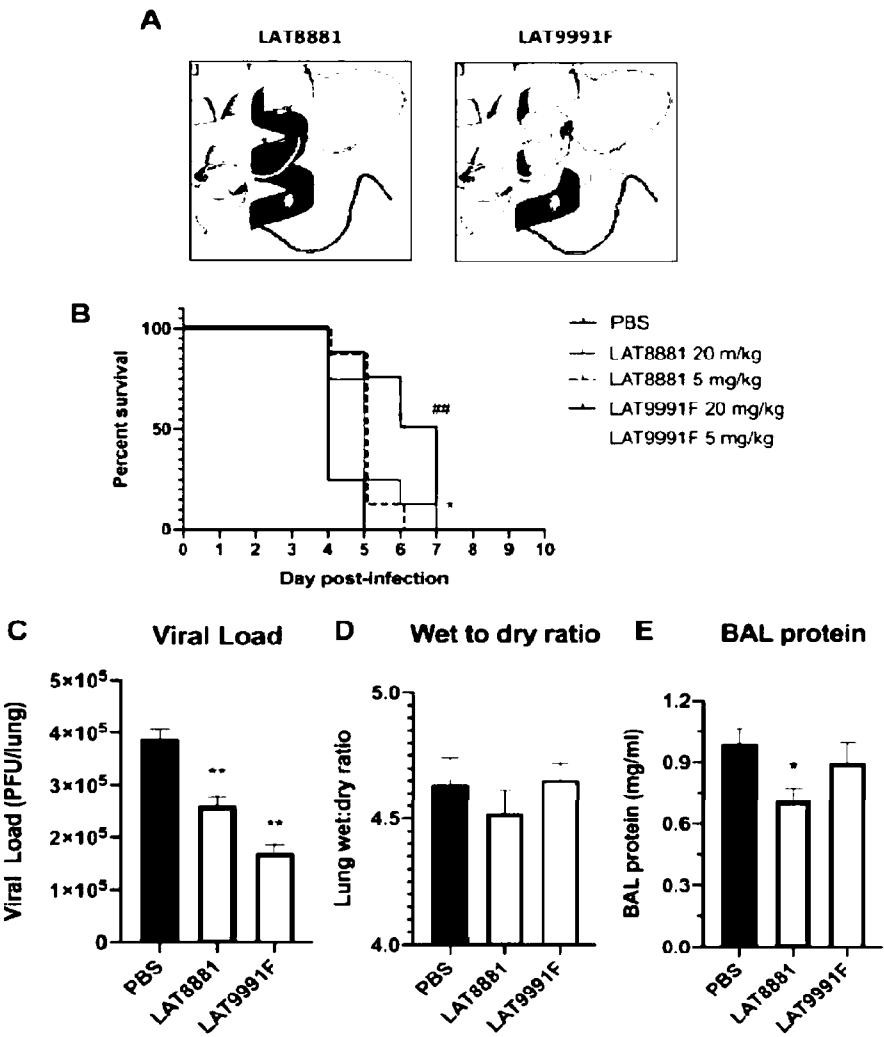 A
LAT8881
LAT9991F
B
Percent survival
100
50
0
0 1 2 3 4 5 6 7 8 9 10
Day post-infection
##
*
PBS
LAT8881 20 m/kg
LAT8881 5 mg/kg
LAT9991F 20 mg/kg
LAT9991F 5 mg/kg
C
Viral Load
Viral Load (PFU/lung)
5×10⁵
4×10⁵
3×10⁵
2×10⁵
1×10⁵
0
**
**
PBS
LAT8881
LAT9991F
D
Wet to dry ratio
Lung wet:dry ratio
5.0
4.5
4.0
PBS
LAT8881
LAT9991F
E
BAL protein
BAL protein (mg/ml)
1.2
0.9
0.6
0.3
0.0
*
PBS
LAT8881
LAT9991F